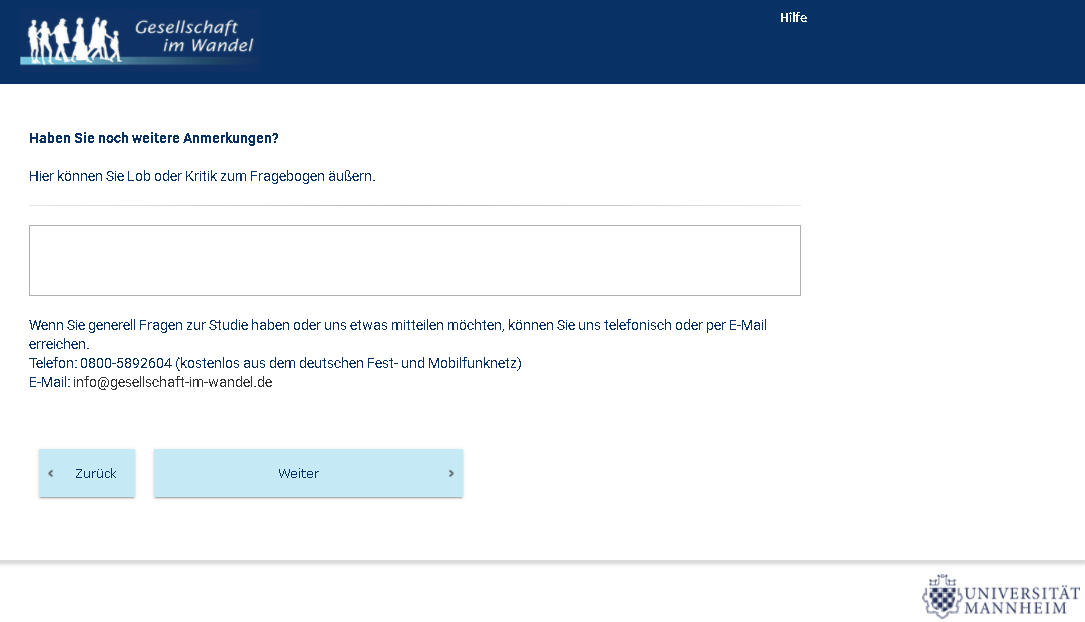 Gesellschaft
im Wandel
Hilfe
Haben Sie noch weitere Anmerkungen?
Hier können Sie Lob oder Kritik zum Fragebogen äußern.
Wenn Sie generell Fragen zur Studie haben oder uns etwas mitteilen möchten, können Sie uns telefonisch oder per E-Mail
erreichen.
Telefon: 0800-5892604 (kostenlos aus dem deutschen Fest- und Mobilfunknetz)
E-Mail: info@gesellschaft-im-wandel.de
Zurück
Weiter
UNIVERSITÄT
MANNHEIM